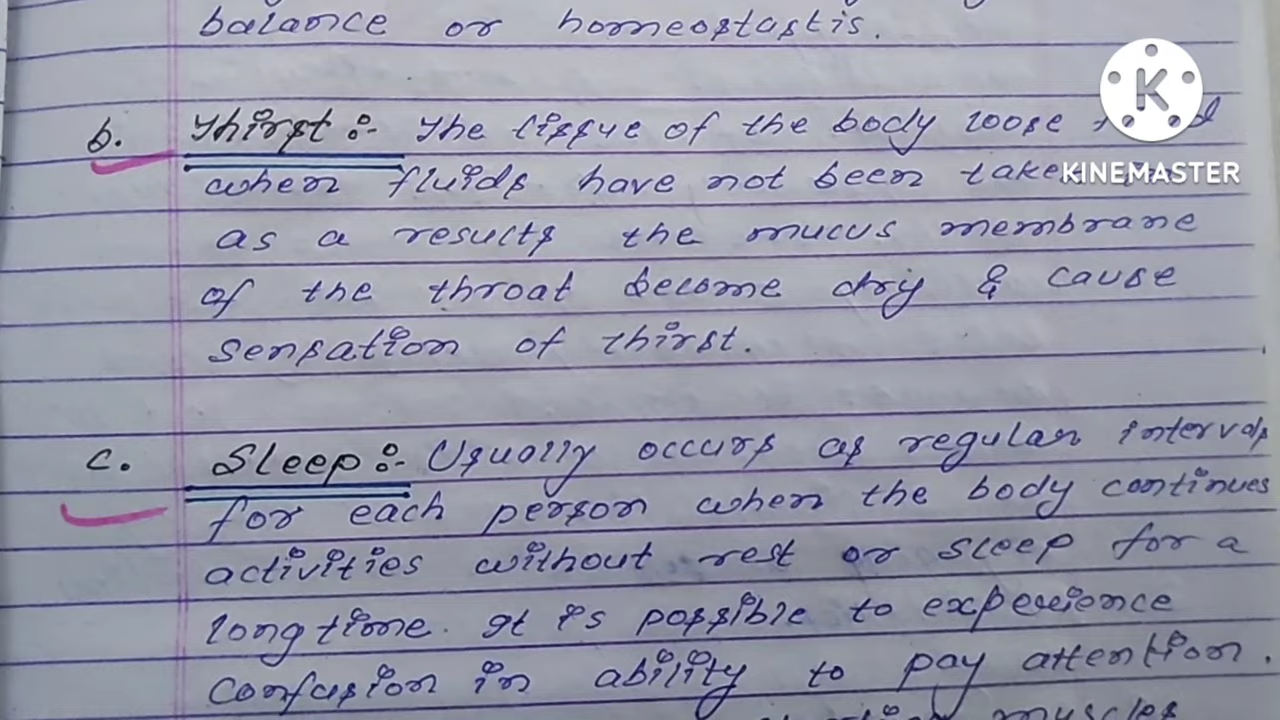 balance or homeostastis.
b. Thirst :- The tissue of the body loose
when fluids have not been taken
as a results the mucus membrane
of the throat become dry & cause
sensation of thirst.
c. Sleep :- Usually occurs as regular intervals
for each person when the body continues
activities without rest or sleep for a
long time. It is possible to experience
confusion in ability to pay attention.
muscles
K
KINEMASTER